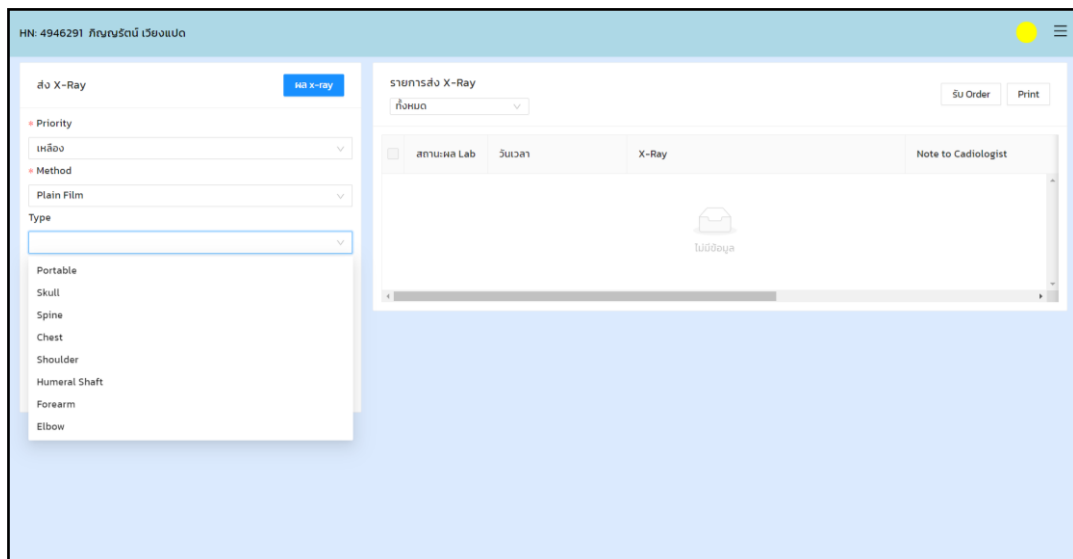 HN: 4946291 ภิญญรัตน์ เวียงแปด
ส่ง X-Ray
ผล x-ray
* Priority
เหลือง
* Method
Plain Film
Type
Portable
Skull
Spine
Chest
Shoulder
Humeral Shaft
Forearm
Elbow
รายการส่ง X-Ray
ทั้งหมด
รับ Order
Print
สถานะผล Lab วันเวลา X-Ray Note to Cadiologist
ไม่มีข้อมูล